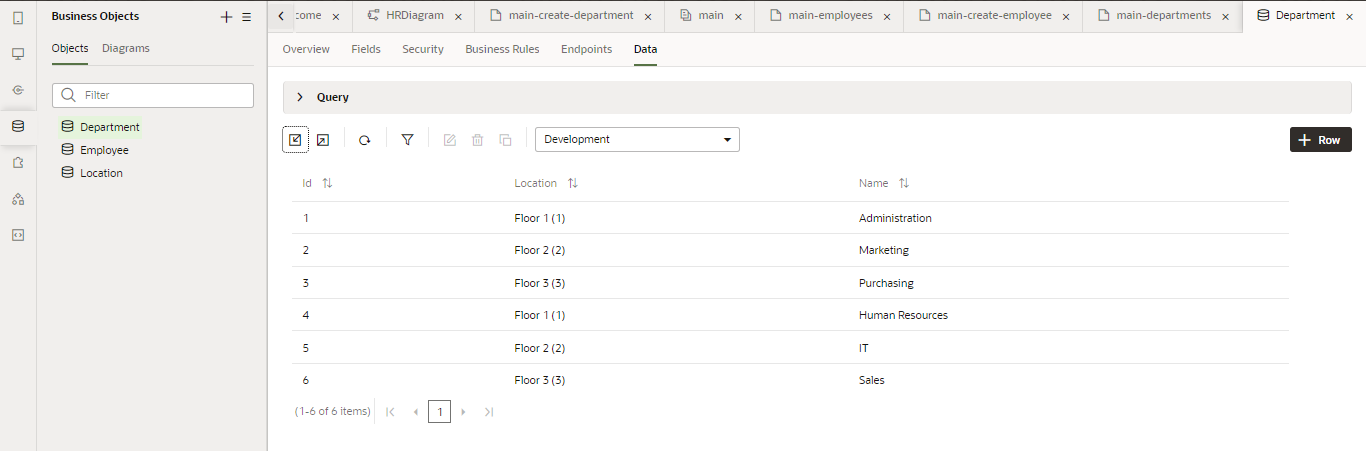 Business Objects
Objects Diagrams
Filter
Department
Employee
Location
come HRDiagram main-create-department main main-employees main-create-employee main-departments Department
Overview Fields Security Business Rules Endpoints Data
Query
Development Row
Id Location Name
1 Floor 1 (1) Administration
2 Floor 2 (2) Marketing
3 Floor 3 (3) Purchasing
4 Floor 1 (1) Human Resources
5 Floor 2 (2) IT
6 Floor 3 (3) Sales
(1-6 of 6 items) 1